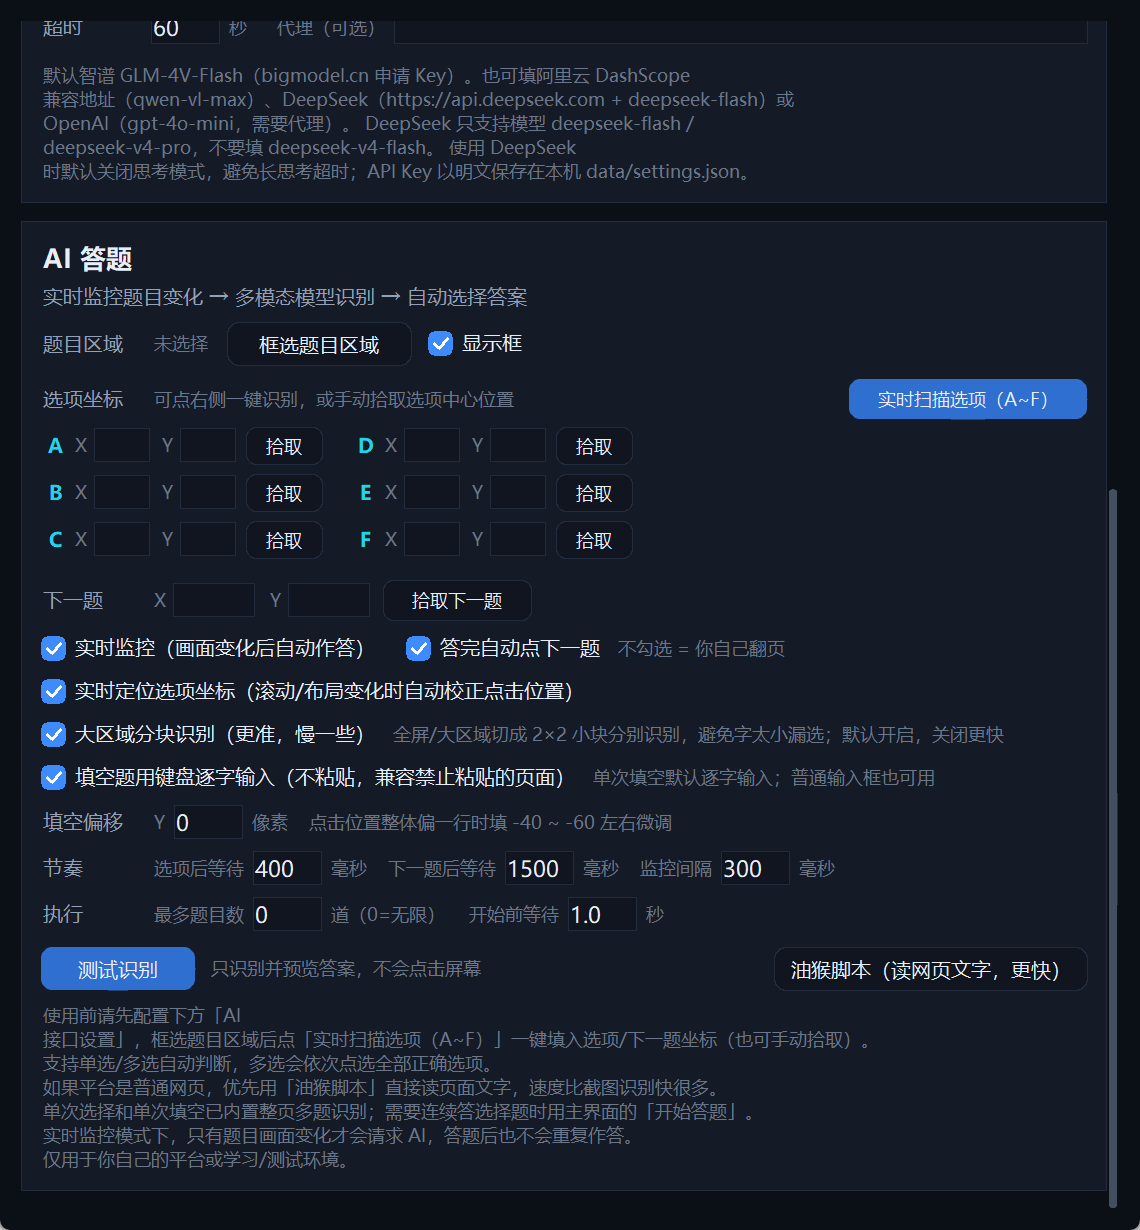 超时 60 秒 代理（可选）
默认智谱 GLM-4V-Flash（bigmodel.cn 申请 Key）。也可填阿里云 DashScope
兼容地址（qwen-vl-max）、DeepSeek（https://api.deepseek.com + deepseek-flash）或
OpenAI（gpt-4o-mini，需要代理）。 DeepSeek 只支持模型 deepseek-flash /
deepseek-v4-pro，不要填 deepseek-v4-flash。 使用 DeepSeek
时默认关闭思考模式，避免长思考超时；API Key 以明文保存在本机 data/settings.json。
AI 答题
实时监控题目变化 → 多模态模型识别 → 自动选择答案
题目区域 未选择 框选题目区域 显示框
选项坐标 可点右侧一键识别，或手动拾取选项中心位置 实时扫描选项（A~F）
A X Y 拾取 D X Y 拾取
B X Y 拾取 E X Y 拾取
C X Y 拾取 F X Y 拾取
下一题 X Y 拾取下一题
实时监控（画面变化后自动作答） 答完自动点下一题 不勾选 = 你自己翻页
实时定位选项坐标（滚动/布局变化时自动校正点击位置）
大区域分块识别（更准，慢一些） 全屏/大区域切成 2×2 小块分别识别，避免字太小漏选；默认开启，关闭更快
填空题用键盘逐字输入（不粘贴，兼容禁止粘贴的页面） 单次填空默认逐字输入；普通输入框也可用
填空偏移 Y 0 像素 点击位置整体偏一行时填 -40 ~ -60 左右微调
节奏 选项后等待 400 毫秒 下一题后等待 1500 毫秒 监控间隔 300 毫秒
执行 最多题目数 0 道（0=无限） 开始前等待 1.0 秒
测试识别 只识别并预览答案，不会点击屏幕 油猴脚本（读网页文字，更快）
使用前请先配置下方「AI
接口设置」，框选题目区域后点「实时扫描选项（A~F）」一键填入选项/下一题坐标（也可手动拾取）。
支持单选/多选自动判断，多选会依次点选全部正确选项。
如果平台是普通网页，优先用「油猴脚本」直接读页面文字，速度比截图识别快很多。
单次选择和单次填空已内置整页多题识别；需要连续答选择题时用主界面的「开始答题」。
实时监控模式下，只有题目画面变化才会请求 AI，答题后也不会重复作答。
仅用于你自己的平台或学习/测试环境。